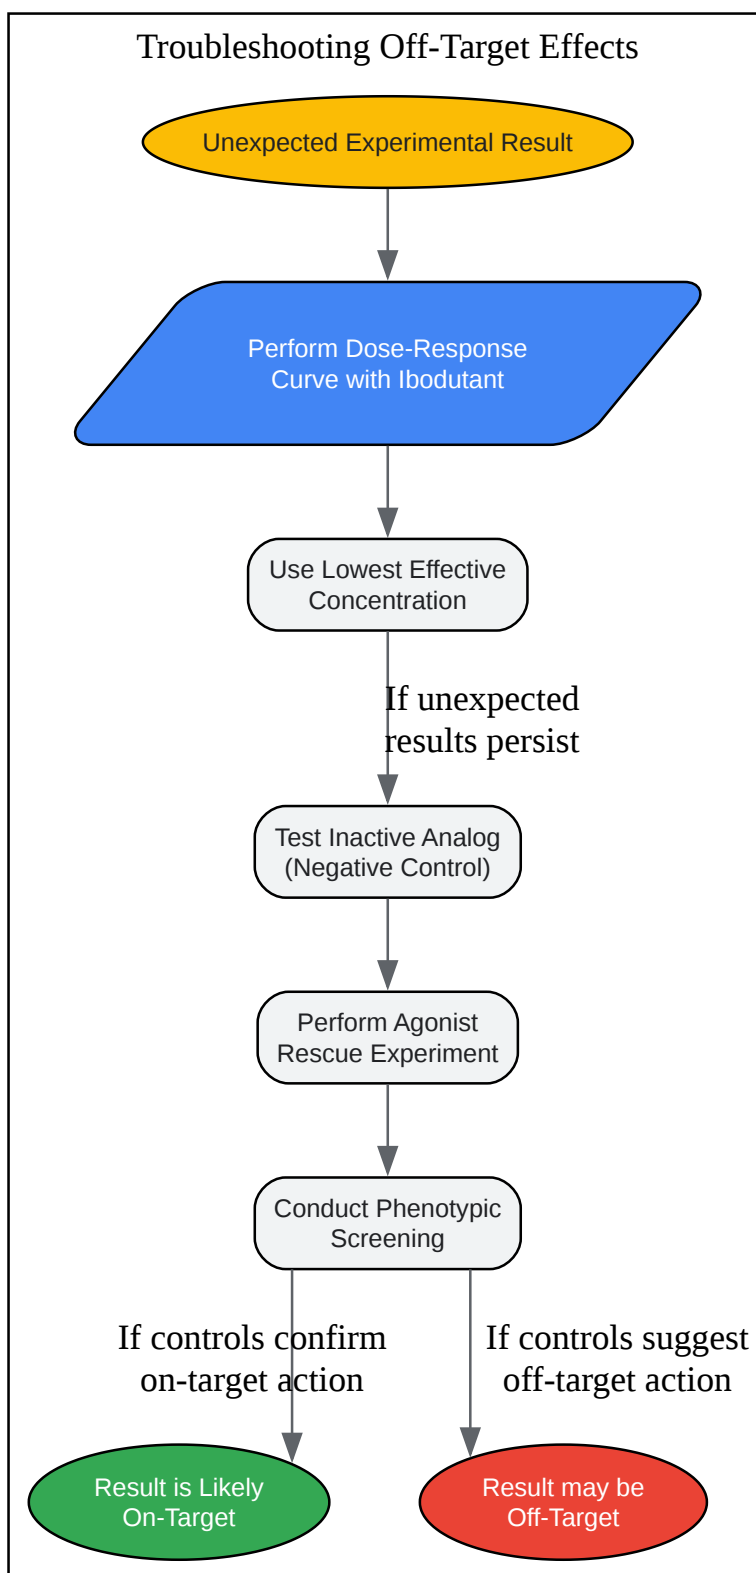 Troubleshooting Off-Target Effects
Unexpected Experimental Result
Perform Dose-Response
Curve with Ibodutant
Use Lowest Effective
Concentration
If unexpected
results persist
Test Inactive Analog
(Negative Control)
Perform Agonist
Rescue Experiment
Conduct Phenotypic
Screening
If controls confirm
on-target action
If controls suggest
off-target action
Result is Likely
On-Target
Result may be
Off-Target